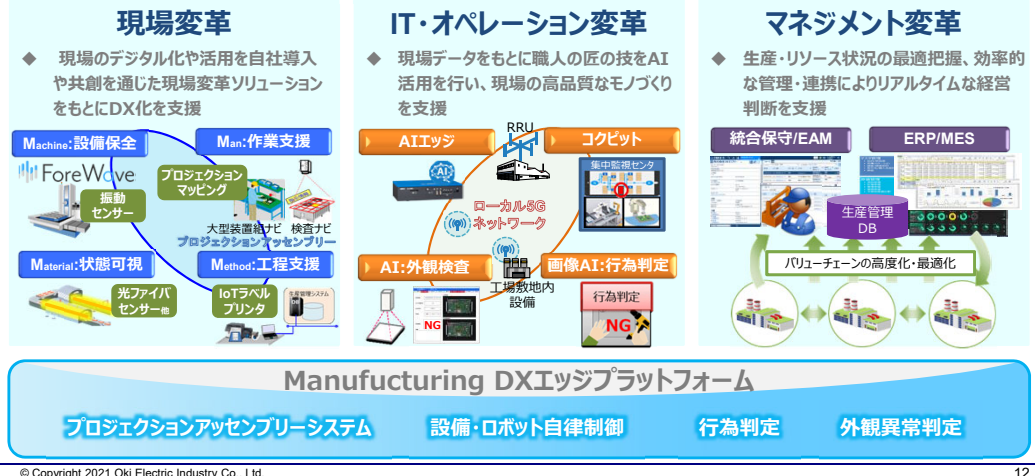 現場変革
◆ 現場のデジタル化や活用を自社導入
や共創を通じた現場変革ソリューション
をもとにDX化を支援
Machine:設備保全
Man:作業支援
ForeWave
振動
センサー
プロジェクション
マッピング
大型装置組ナビ 検査ナビ
プロジェクションアッセンブリー
Material:状態可視
Method:工程支援
光ファイバ
センサー他
IoTラベル
プリンタ
生産管理システム
IT・オペレーション変革
◆ 現場データをもとに職人の匠の技をAI
活用を行い、現場の高品質なモノづくり
を支援
AIエッジ
RRU
コクピット
AI
集中監視センタ
ローカル5G
ネットワーク
AI:外観検査
画像AI:行為判定
工場敷地内
設備
NG
行為判定
NG
マネジメント変革
◆ 生産・リソース状況の最適把握、効率的
な管理・連携によりリアルタイムな経営
判断を支援
統合保守/EAM
ERP/MES
生産管理
DB
バリューチェーンの高度化・最適化
Manufucturing DXエッジプラットフォーム
プロジェクションアッセンブリーシステム
設備・ロボット自律制御
行為判定
外観異常判定
© Copyright 2021 Oki Electric Industry Co., Ltd.
12